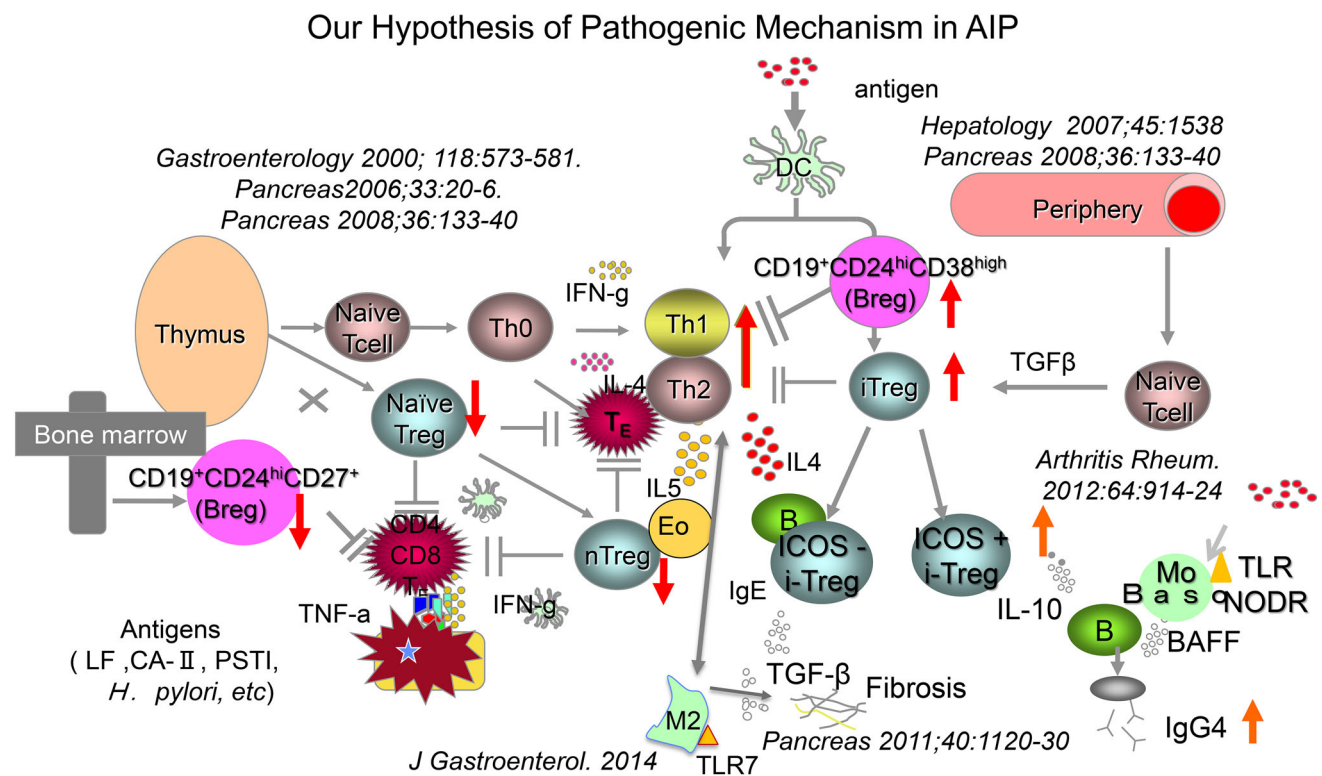 Our Hypothesis of Pathogenic Mechanism in AIP
antigen
DC
Hepatology 2007;45:1538
Pancreas 2008;36:133-40
Periphery
Gastroenterology 2000; 118:573-581.
Pancreas2006;33:20-6.
Pancreas 2008;36:133-40
Thymus
Naive
Tcell
Th0
IFN-g
Th1
IL-4
Th2
CD19⁺CD24ʰⁱCD38ʰⁱᵍʰ
(Breg)
iTreg
TGFβ
Naive
Tcell
Naïve
Treg
T_E
Bone marrow
CD19⁺CD24ʰⁱCD27⁺
(Breg)
CD4
CD8
IL5
Eo
nTreg
IFN-g
TNF-a
IL4
B
ICOS -
i-Treg
ICOS +
i-Treg
IgE
Arthritis Rheum.
2012:64:914-24
IL-10
Mo
B a s o
TLR
NODR
B
BAFF
IgG4
Antigens
( LF ,CA-Ⅱ, PSTI,
H. pylori, etc)
M2
TLR7
TGF-β
Fibrosis
Pancreas 2011;40:1120-30
J Gastroenterol. 2014